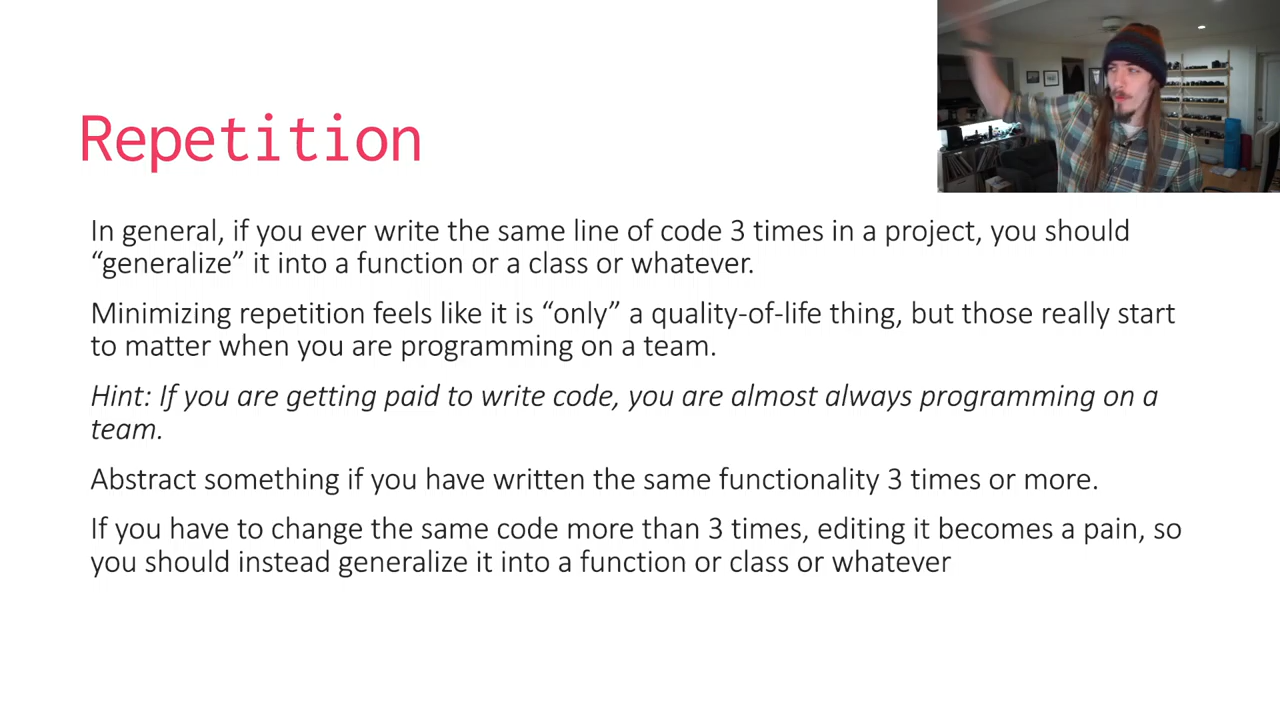 Repetition
In general, if you ever write the same line of code 3 times in a project, you should
“generalize” it into a function or a class or whatever.
Minimizing repetition feels like it is “only” a quality-of-life thing, but those really start
to matter when you are programming on a team.
Hint: If you are getting paid to write code, you are almost always programming on a
team.
Abstract something if you have written the same functionality 3 times or more.
If you have to change the same code more than 3 times, editing it becomes a pain, so
you should instead generalize it into a function or class or whatever